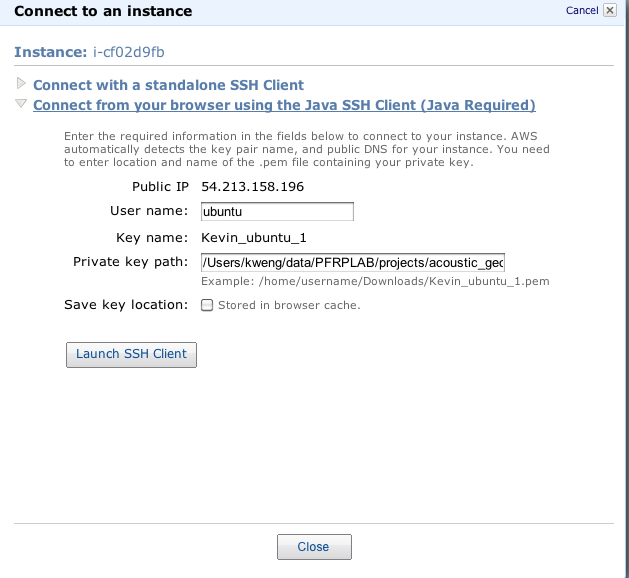 Connect to an instance
Cancel
Instance: i-cf02d9fb
Connect with a standalone SSH Client
Connect from your browser using the Java SSH Client (Java Required)
Enter the required information in the fields below to connect to your instance. AWS
automatically detects the key pair name, and public DNS for your instance. You need
to enter location and name of the .pem file containing your private key.
Public IP 54.213.158.196
User name: ubuntu
Key name: Kevin_ubuntu_1
Private key path: /Users/kweng/data/PFRPLAB/projects/acoustic_geo
Example: /home/username/Downloads/Kevin_ubuntu_1.pem
Save key location: Stored in browser cache.
Launch SSH Client
Close